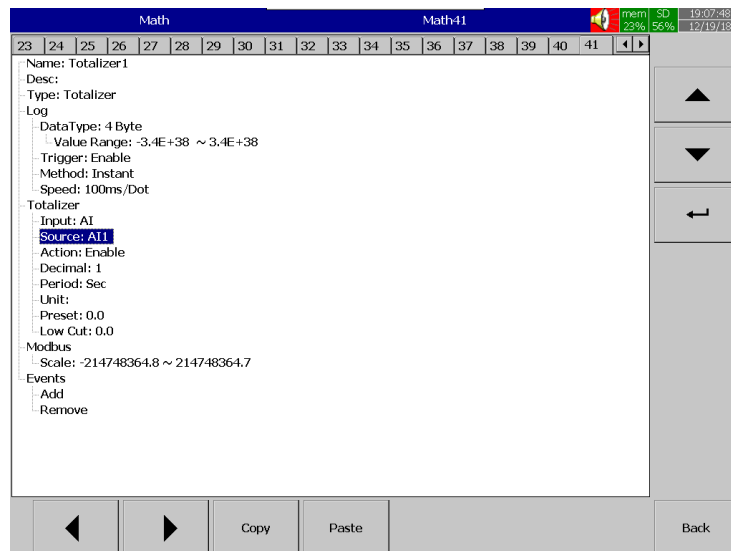 Math Math41 mem 23% SD 56% 19:07:48 12/19/18
23 24 25 26 27 28 29 30 31 32 33 34 35 36 37 38 39 40 41
Name: Totalizer1
Desc:
Type: Totalizer
Log
DataType: 4 Byte
Value Range: -3.4E+38 ~ 3.4E+38
Trigger: Enable
Method: Instant
Speed: 100ms/Dot
Totalizer
Input: AI
Source: AI1
Action: Enable
Decimal: 1
Period: Sec
Unit:
Preset: 0.0
Low Cut: 0.0
Modbus
Scale: -214748364.8 ~ 214748364.7
Events
Add
Remove
Copy Paste Back